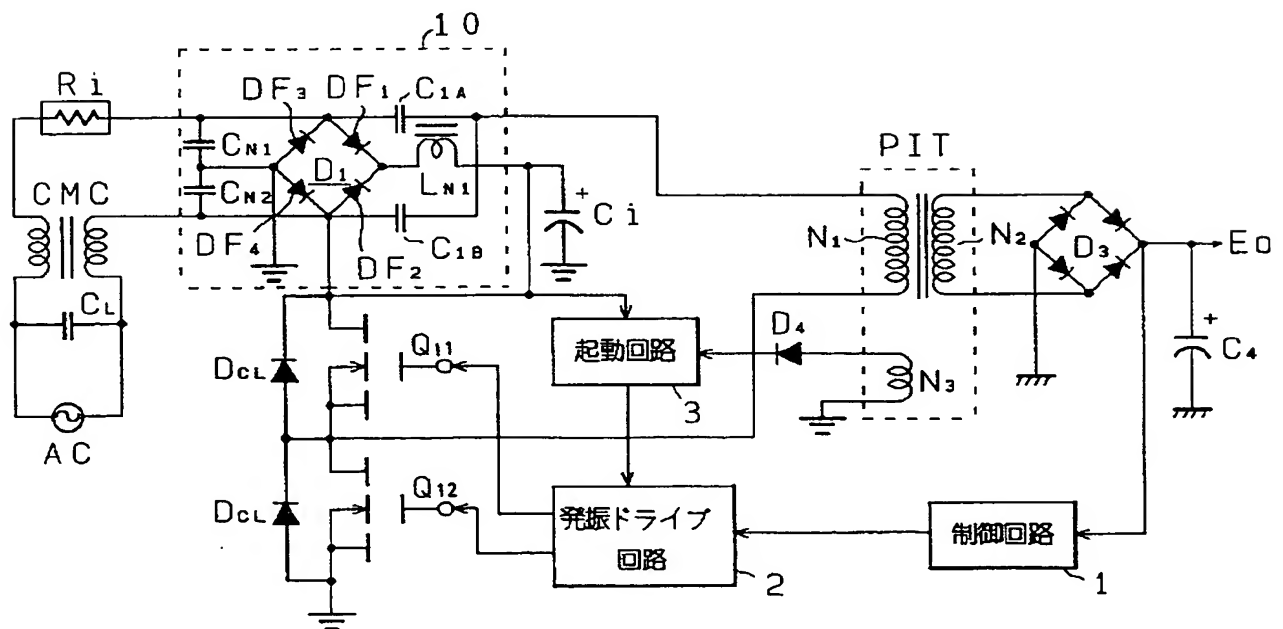 10
Ri
DF3
DF1
C1A
CN1
D1
LN1
CMC
CN2
Ci
+
DF4
C1B
DF2
CL
AC
PIT
N1
N2
D3
Eo
+
C4
D4
N3
起動回路
3
DCL
Q11
DCL
Q12
発振ドライブ
回路
2
制御回路
1